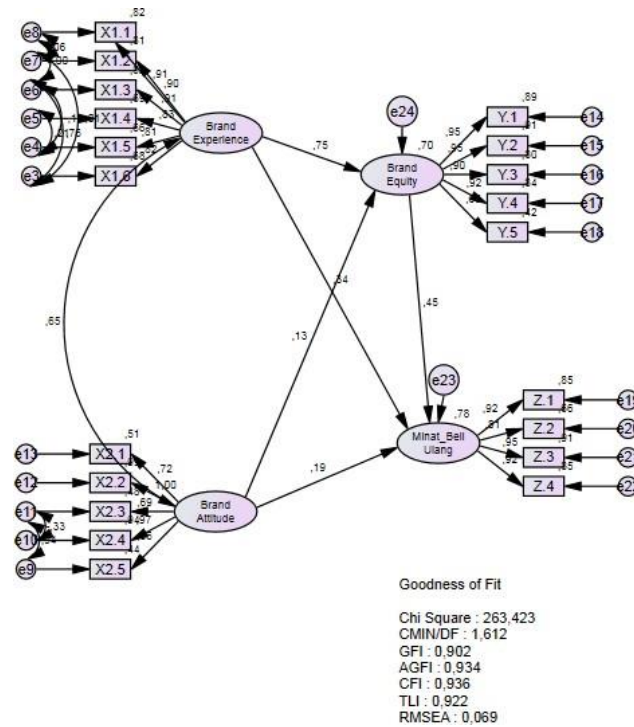 ,82
e8
X1.1
e7
X1.2
,91
,90
e6
X1.3
,91
e5
X1.4
e4
X1.5
,81
e3
X1.6
Brand
Experience
,75
e24
,70
Brand
Equity
,89
,95
Y.1
e14
,95
Y.2
e15
,90
Y.3
e16
,92
Y.4
e17
,42
Y.5
e18
,65
,13
,45
e23
,78
Minat_Beli
Ulang
,85
,92
Z.1
Z.2
,95
,91
Z.3
,92
,85
Z.4
,51
e13
X2.1
,72
e12
X2.2
1,00
e11
X2.3
,69
e10
X2.4
e9
X2.5
Brand
Attitude
,19
Goodness of Fit
Chi Square : 263,423
CMIN/DF : 1,612
GFI : 0,902
AGFI : 0,934
CFI : 0,936
TLI : 0,922
RMSEA : 0,069